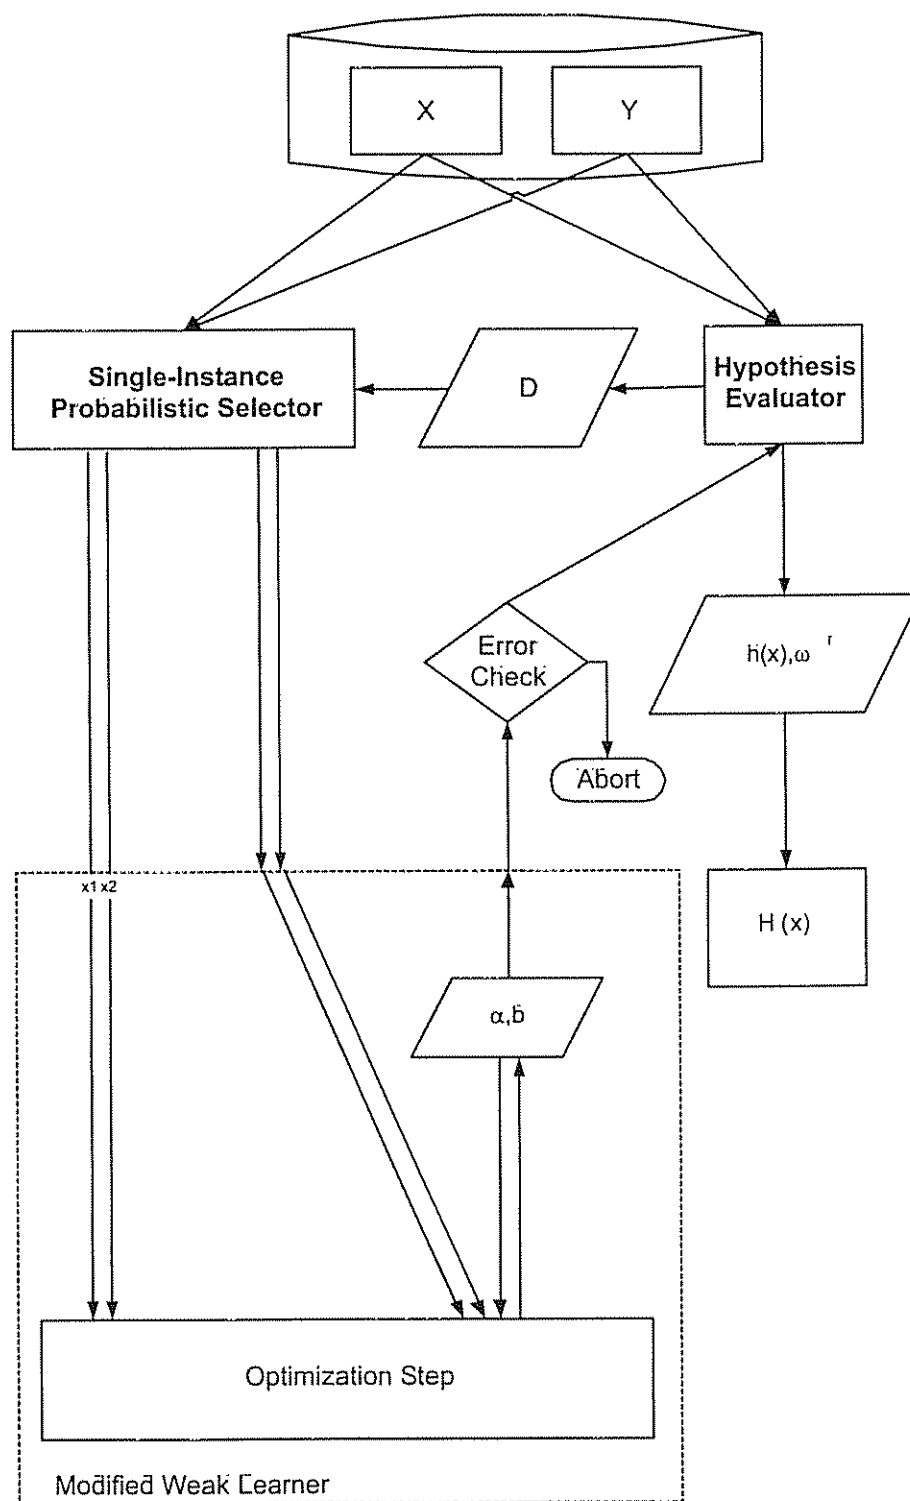 X
Y
Single-Instance
Probabilistic Selector
D
Hypothesis
Evaluator
Error
Check
h(x),ω r
Abort
x1 x2
H (x)
α,b
Optimization Step
Modified Weak Learner